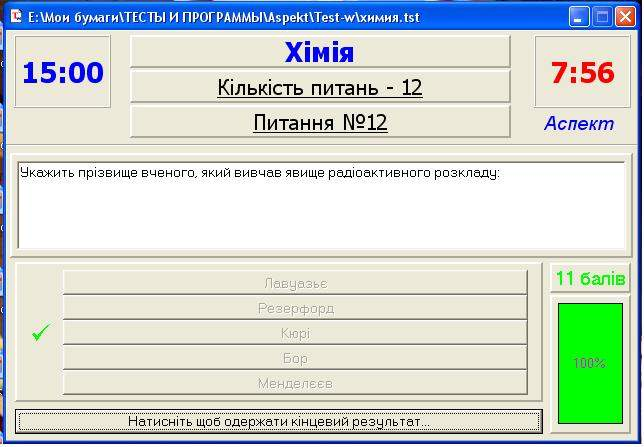 E:\Мои бумаги\ТЕСТЫ И ПРОГРАММЫ\Aspekt\Test-w\химия.tst
15:00
Хімія
7:56
Кількість питань - 12
Питання №12
Аспект
Укажить прізвище вченого, який вивчав явище радіоактивного розкладу:
11 балів
Лавуазьє
Резерфорд
Кюрі
Бор
Менделєєв
100%
Натисніть щоб одержати кінцевий результат...